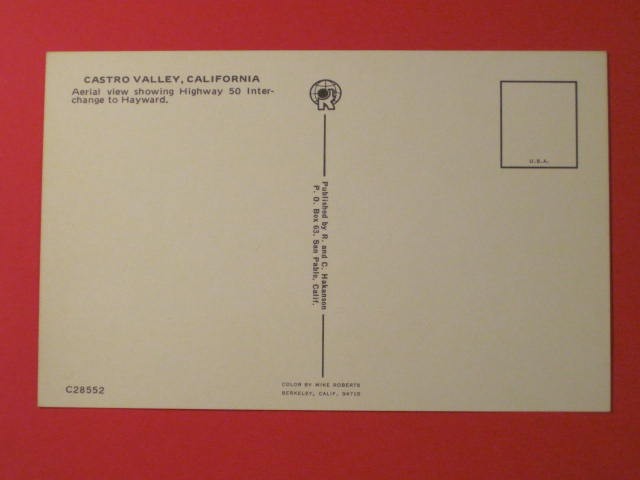 CASTRO VALLEY, CALIFORNIA
Aerial view showing Highway 50 Inter-
change to Hayward.
U.S.A.
Published by R. and C. Hakanson
P. O. Box 63, San Pablo, Calif.
COLOR BY MIKE ROBERTS
BERKELEY, CALIF. 94710
C28552